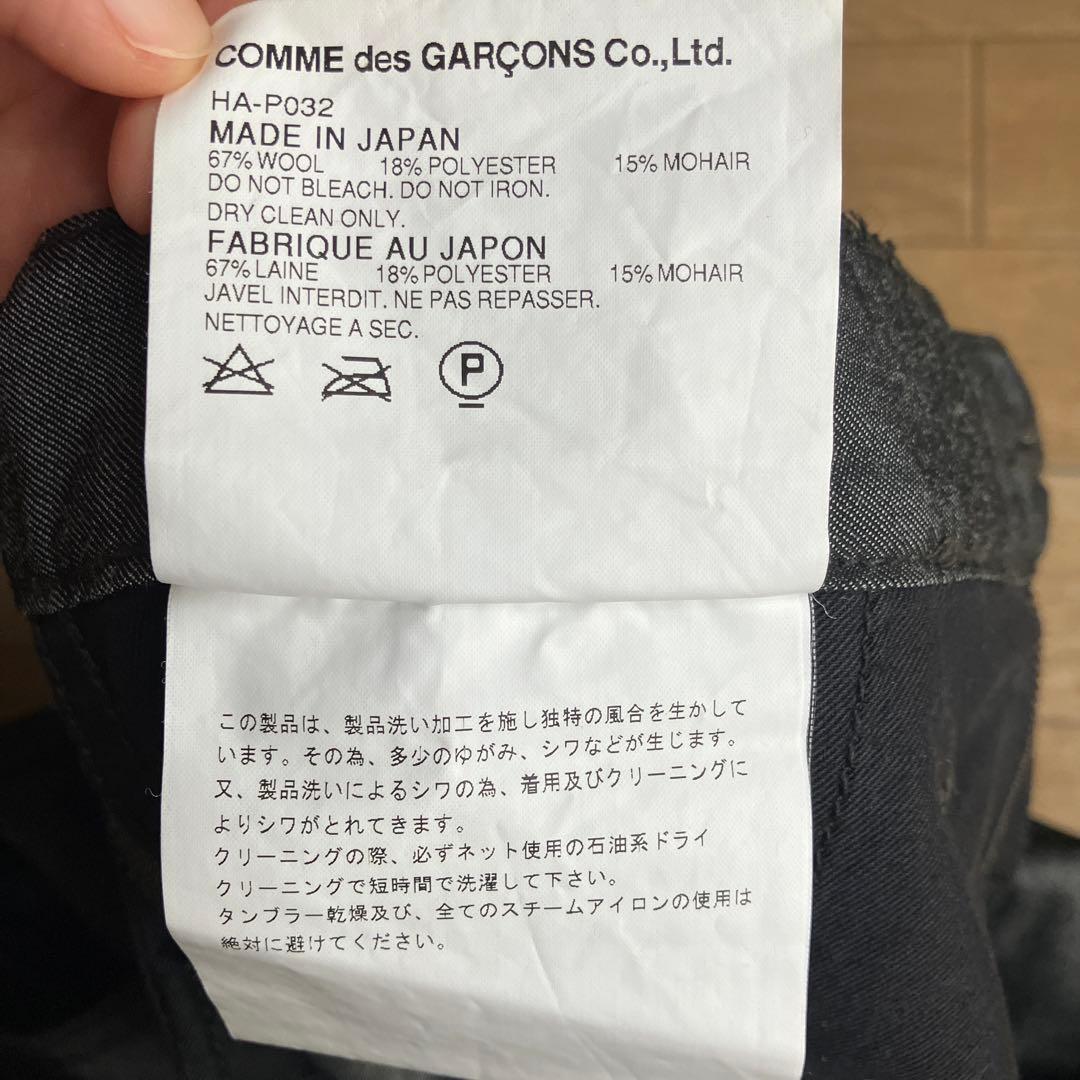 COMME des GARÇONS Co.,Ltd.
HA-P032
MADE IN JAPAN
67% WOOL 18% POLYESTER 15% MOHAIR
DO NOT BLEACH. DO NOT IRON.
DRY CLEAN ONLY.
FABRIQUE AU JAPON
67% LAINE 18% POLYESTER 15% MOHAIR
JAVEL INTERDIT. NE PAS REPASSER.
NETTOYAGE A SEC.
P
この製品は、製品洗い加工を施し独特の風合を生かして
います。その為、多少のゆがみ、シワなどが生じます。
又、製品洗いによるシワの為、着用及びクリーニングに
よりシワがとれてきます。
クリーニングの際、必ずネット使用の石油系ドライ
クリーニングで短時間で洗濯して下さい。
タンブラー乾燥及び、全てのスチームアイロンの使用は
絶対に避けてください。